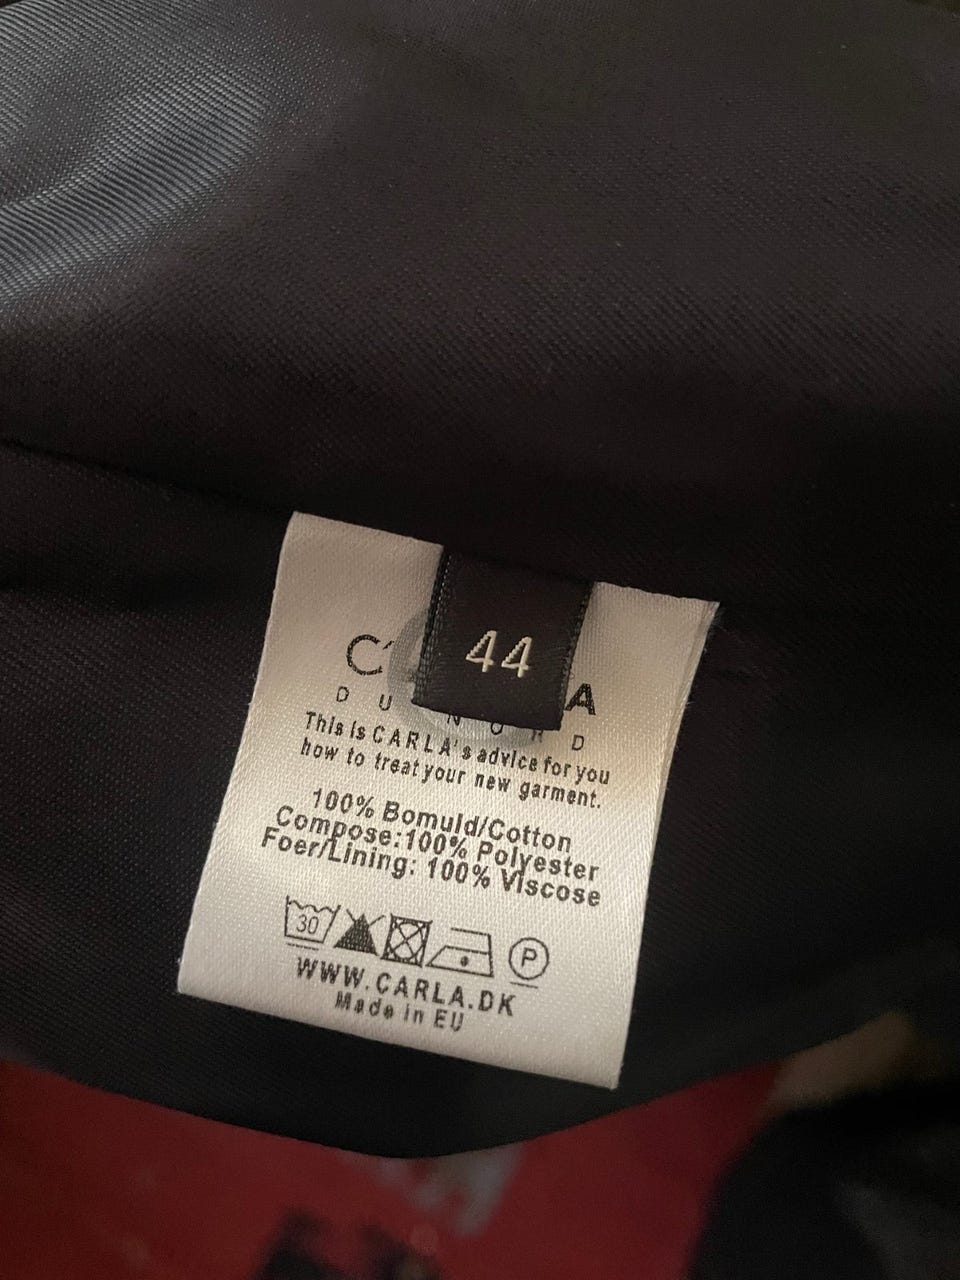 44
C' A
D U N O R D
This is CARLA's advice for you
how to treat your new garment.
100% Bomuld/Cotton
Compose:100% Polyester
Foer/Lining: 100% Viscose
30
P
WWW.CARLA.DK
Made in EU